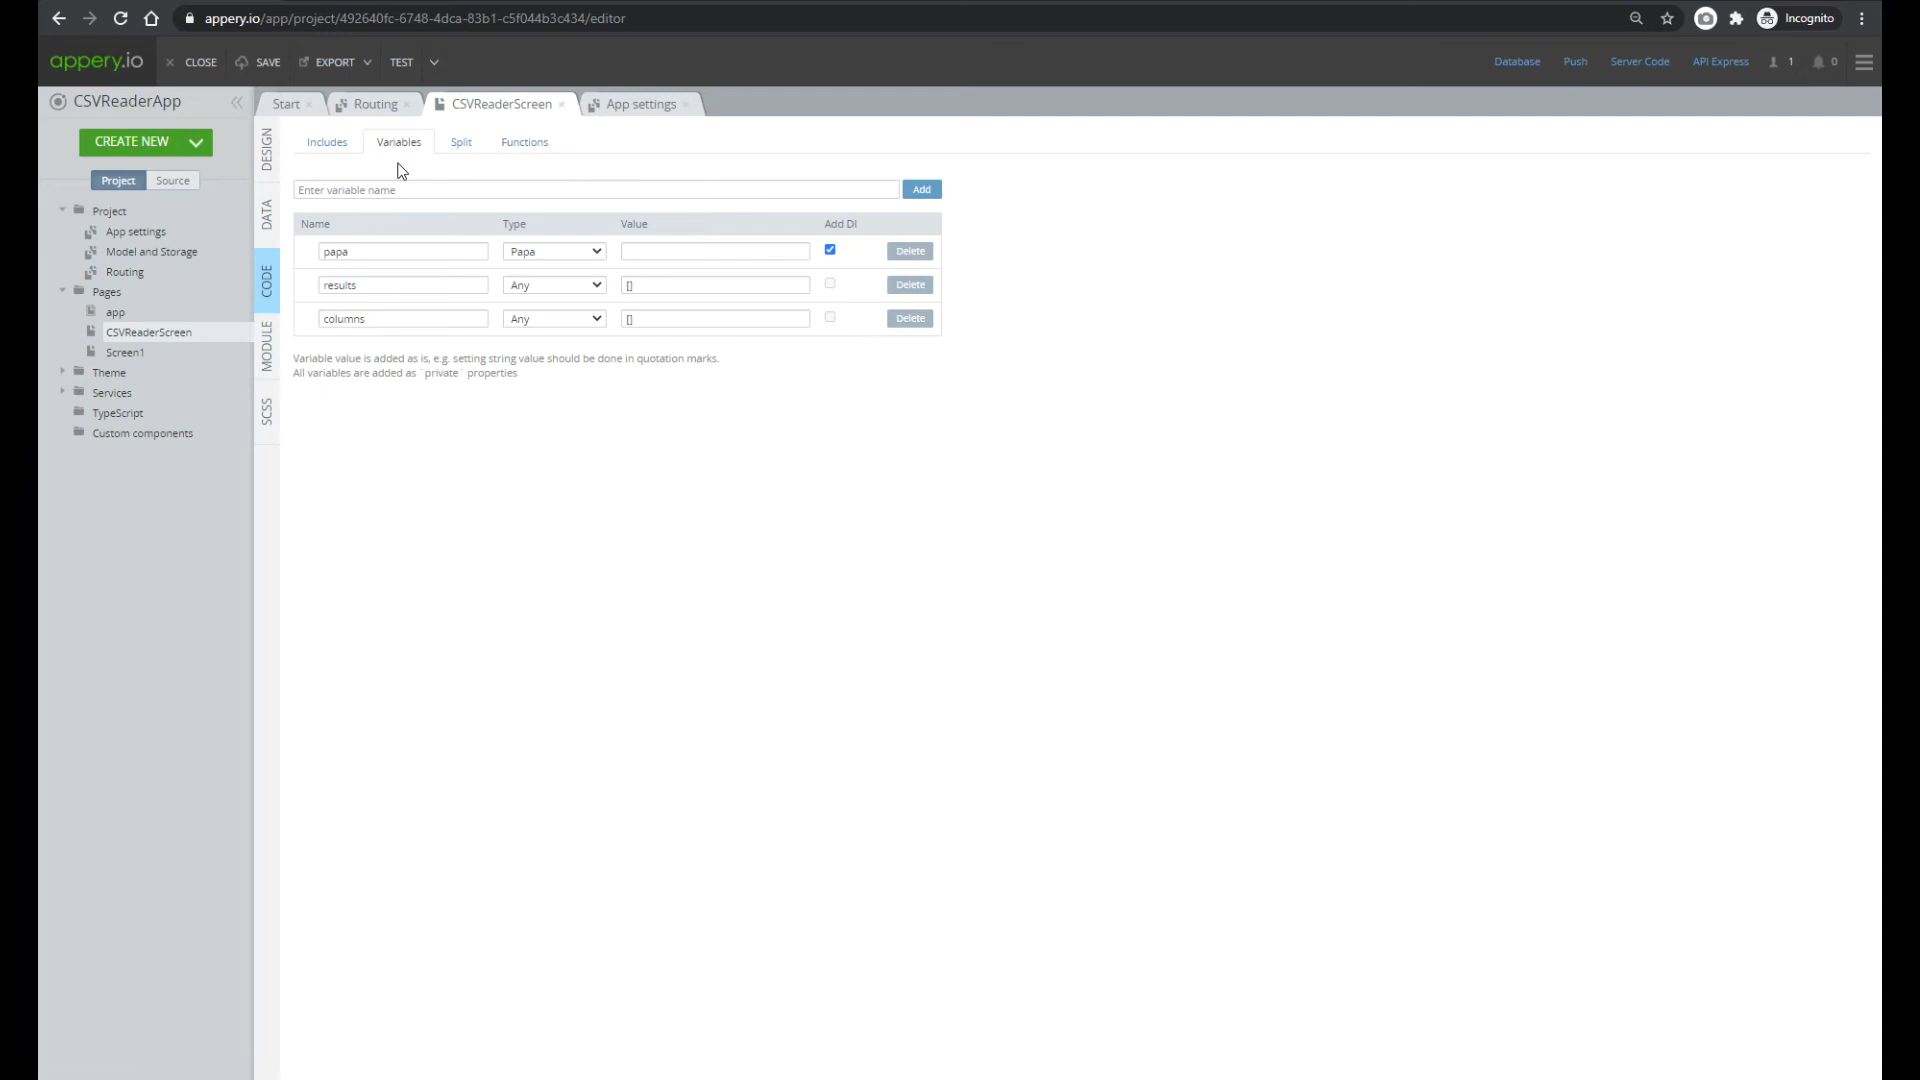 appery.io/app/project/492640fc-6748-4dca-83b1-c5f044b3c434/editor
Incognito
appery.io
CLOSE
SAVE
EXPORT
TEST
Database
Push
Server Code
API Express
1
0
CSVReaderApp
Start
Routing
CSVReaderScreen
App settings
CREATE NEW
Project
Source
Project
App settings
Model and Storage
Routing
Pages
app
CSVReaderScreen
Screen1
Theme
Services
TypeScript
Custom components
DESIGN
DATA
CODE
MODULE
SCSS
Includes
Variables
Split
Functions
Enter variable name
Add
Name Type Value Add DI
papa Papa Delete
results Any [] Delete
columns Any [] Delete
Variable value is added as is, e.g. setting string value should be done in quotation marks.
All variables are added as `private` properties